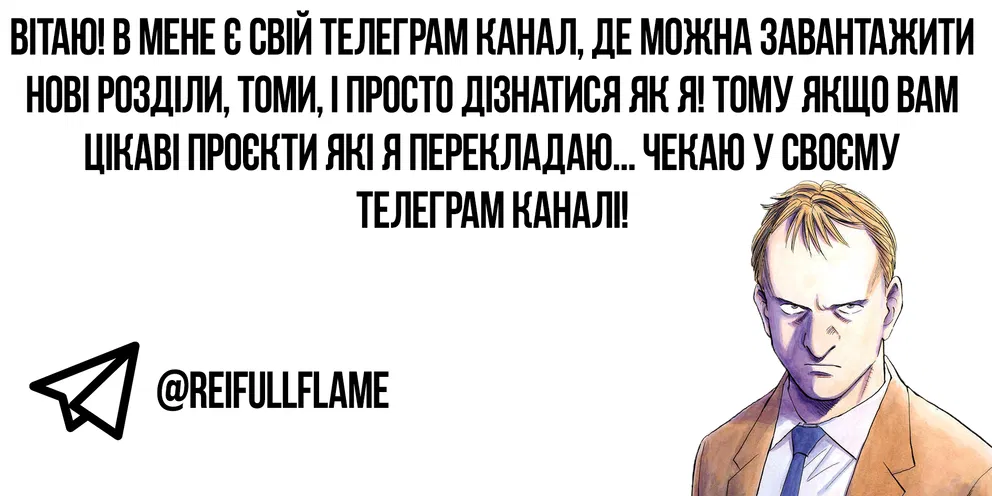 ВІТАЮ! В МЕНЕ Є СВІЙ ТЕЛЕГРАМ КАНАЛ, ДЕ МОЖНА ЗАВАНТАЖИТИ
НОВІ РОЗДІЛИ, ТОМИ, І ПРОСТО ДІЗНАТИСЯ ЯК Я! ТОМУ ЯКЩО ВАМ
ЦІКАВІ ПРОЄКТИ ЯКІ Я ПЕРЕКЛАДАЮ... ЧЕКАЮ У СВОЄМУ
ТЕЛЕГРАМ КАНАЛІ!
@REIFULLFLAME